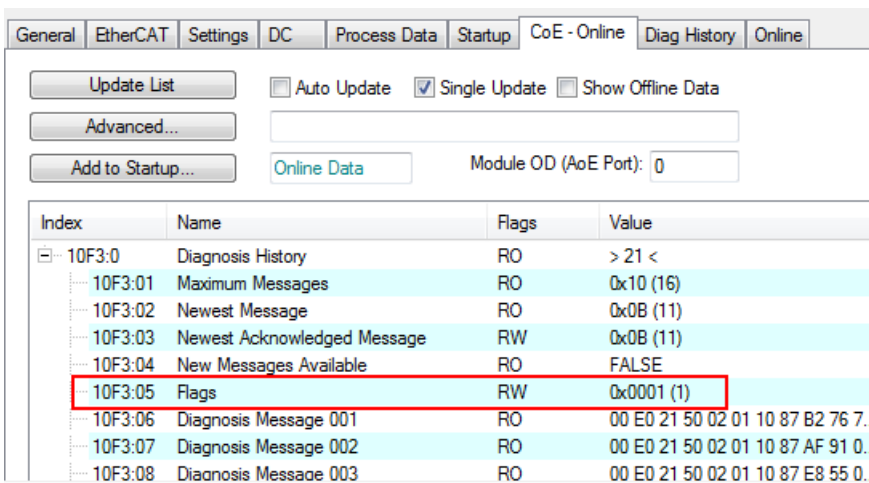 General EtherCAT Settings DC Process Data Startup CoE - Online Diag History Online
Update List Auto Update Single Update Show Offline Data
Advanced...
Add to Startup... Online Data Module OD (AoE Port): 0
Index Name Flags Value
10F3:0 Diagnosis History RO > 21 <
10F3:01 Maximum Messages RO 0x10 (16)
10F3:02 Newest Message RO 0x0B (11)
10F3:03 Newest Acknowledged Message RW 0x0B (11)
10F3:04 New Messages Available RO FALSE
10F3:05 Flags RW 0x0001 (1)
10F3:06 Diagnosis Message 001 RO 00 E0 21 50 02 01 10 87 B2 76 7...
10F3:07 Diagnosis Message 002 RO 00 E0 21 50 02 01 10 87 AF 91 0...
10F3:08 Diagnosis Message 003 RO 00 E0 21 50 02 01 10 87 E8 55 0...